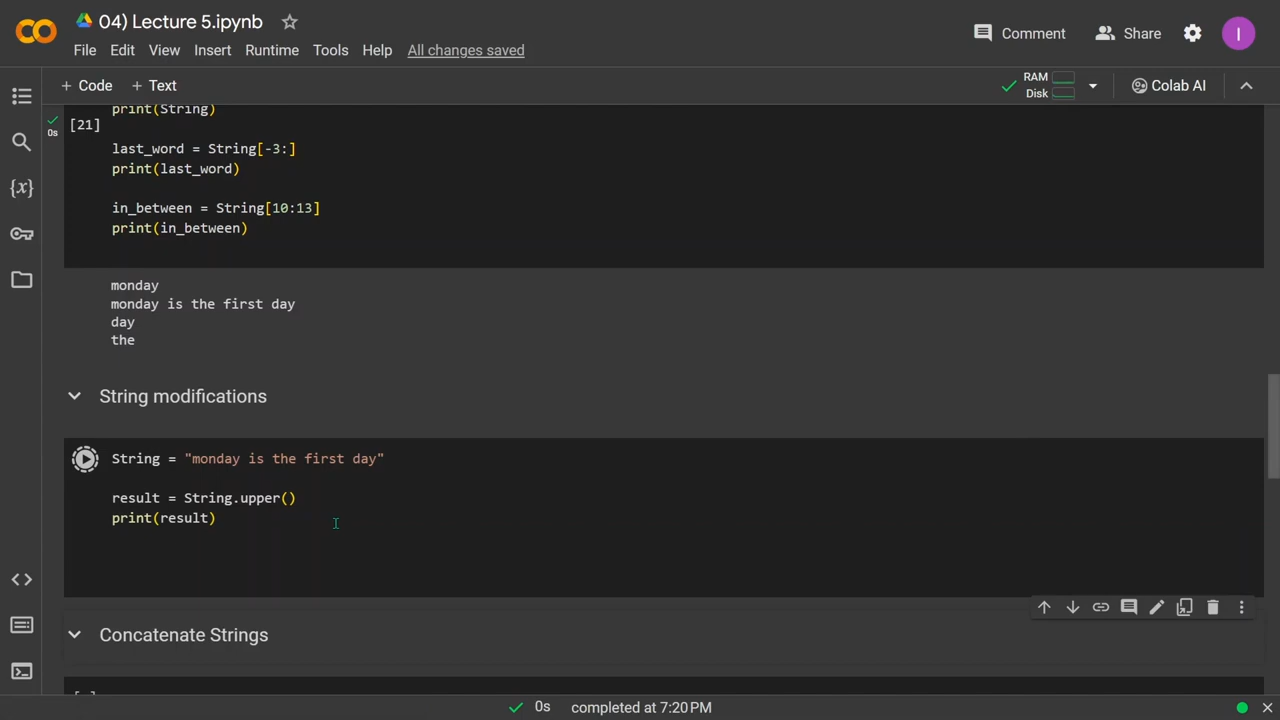 04) Lecture 5.ipynb
File Edit View Insert Runtime Tools Help All changes saved
Comment Share I
+ Code + Text
RAM
Disk
Colab AI
print(String)
[21]
0s
last_word = String[-3:]
print(last_word)
in_between = String[10:13]
print(in_between)
monday
monday is the first day
day
the
String modifications
String = "monday is the first day"
result = String.upper()
print(result)
Concatenate Strings
[ ]
0s completed at 7:20PM